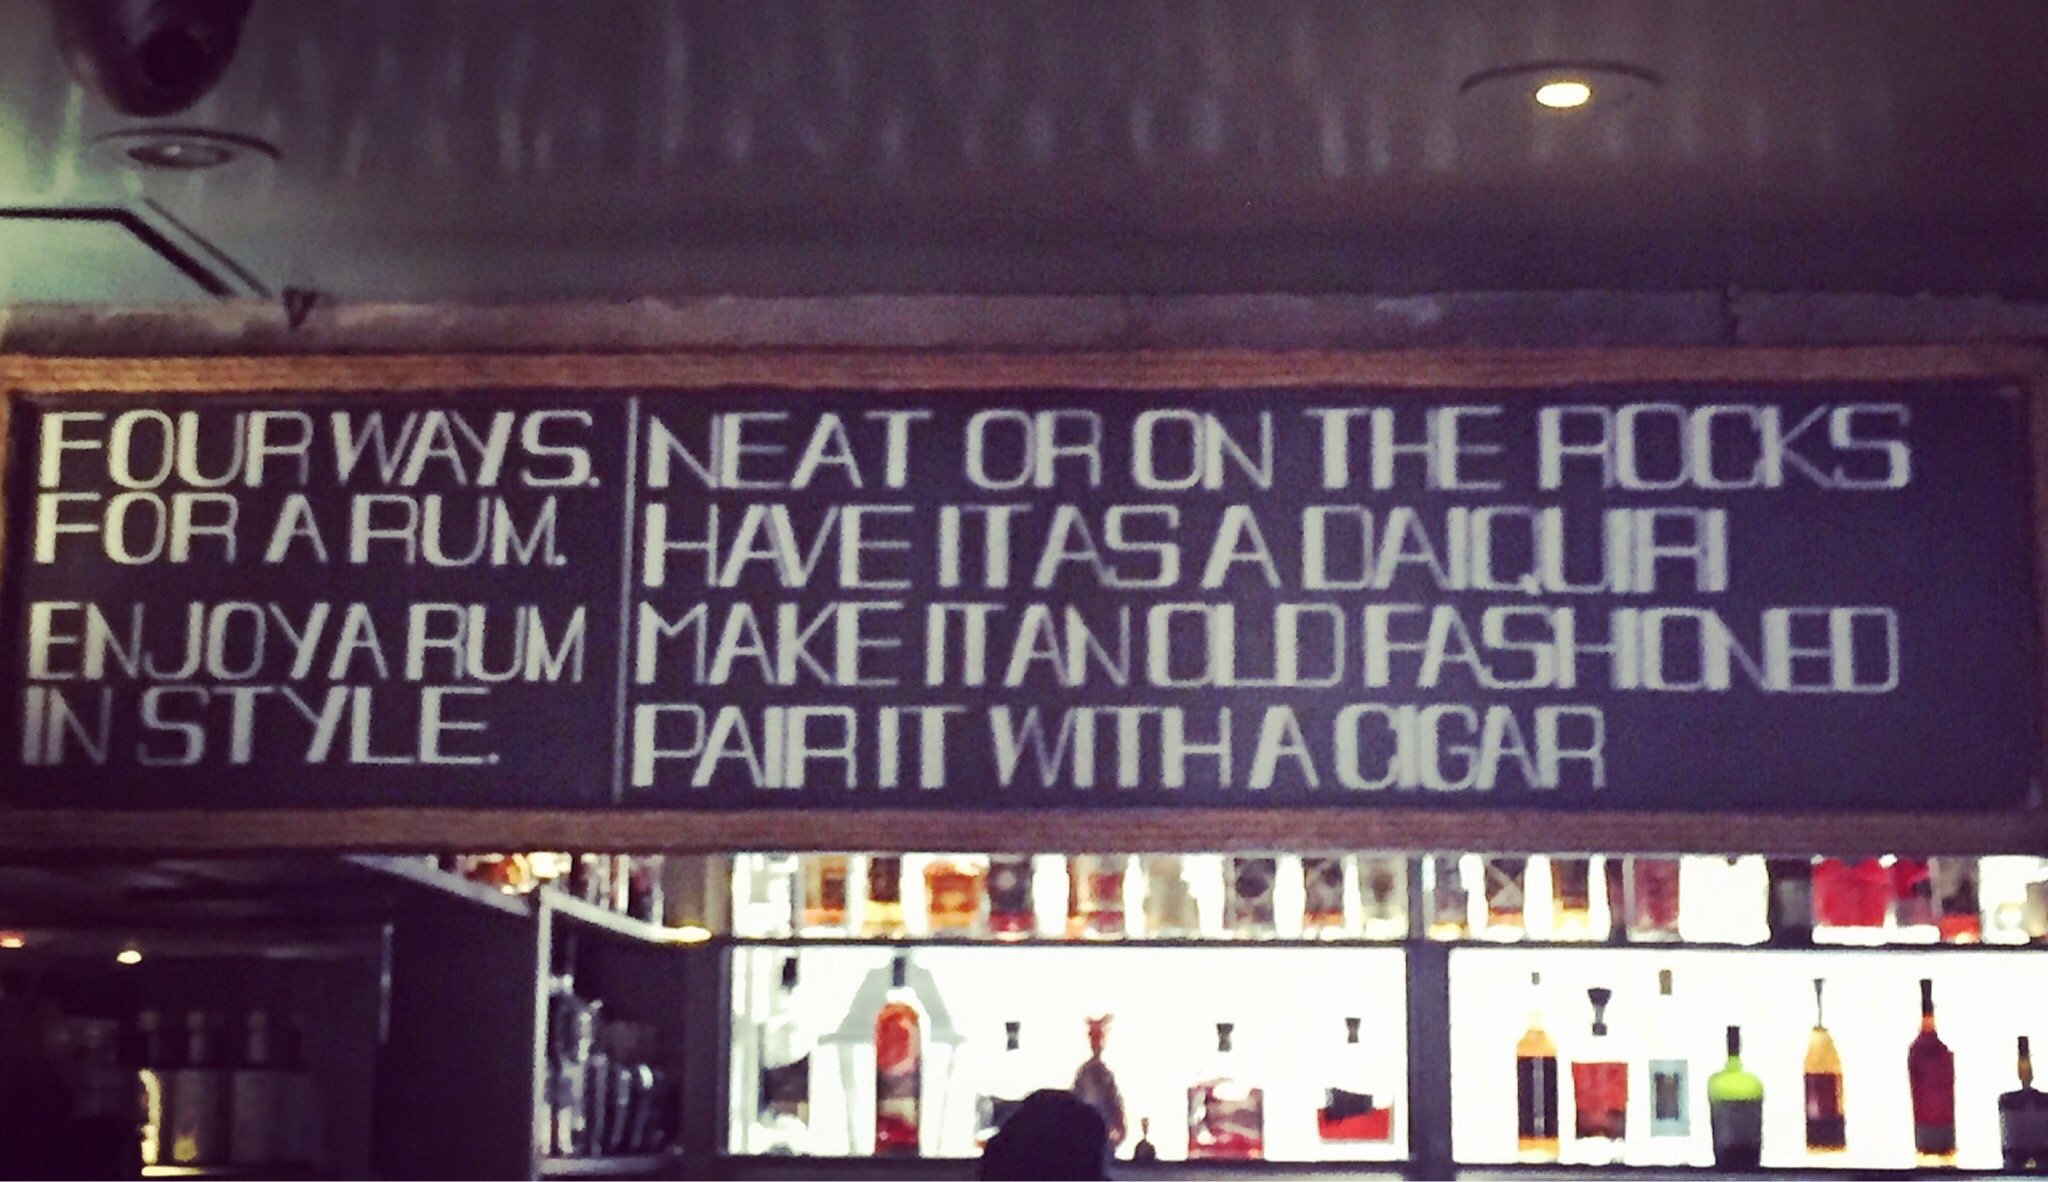 FOUR WAYS.
FOR A RUM.
ENJOY A RUM
IN STYLE.
NEAT OR ON THE ROCKS
HAVE IT AS A DAIQUIRI
MAKE IT AN OLD FASHIONED
PAIR IT WITH A CIGAR